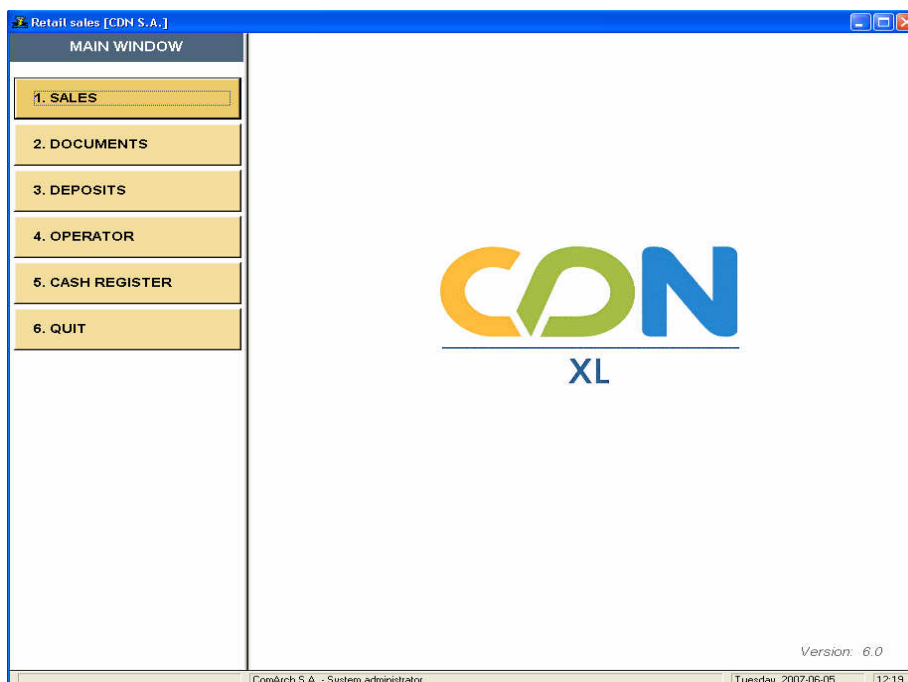 Retail sales [CDN S.A.]
MAIN WINDOW
1. SALES
2. DOCUMENTS
3. DEPOSITS
4. OPERATOR
5. CASH REGISTER
6. QUIT
CDN
XL
Version: 6.0
ComArch S.A. - System administrator
Tuesday, 2007-06-05
12:19